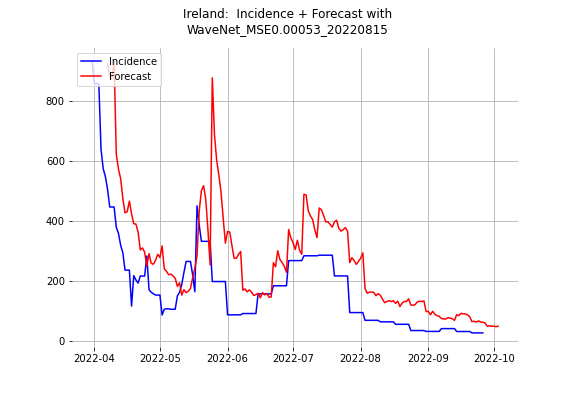 Ireland:  Incidence + Forecast with
WaveNet_MSE0.00053_20220815
Incidence
Forecast
800
600
400
200
0
2022-04 2022-05 2022-06 2022-07 2022-08 2022-09 2022-10